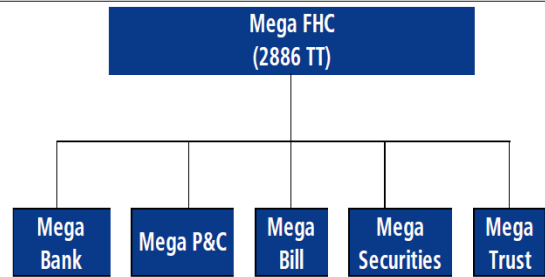 Mega FHC
(2886 TT)
Mega
Bank
Mega P&C
Mega
Bill
Mega
Securities
Mega
Trust